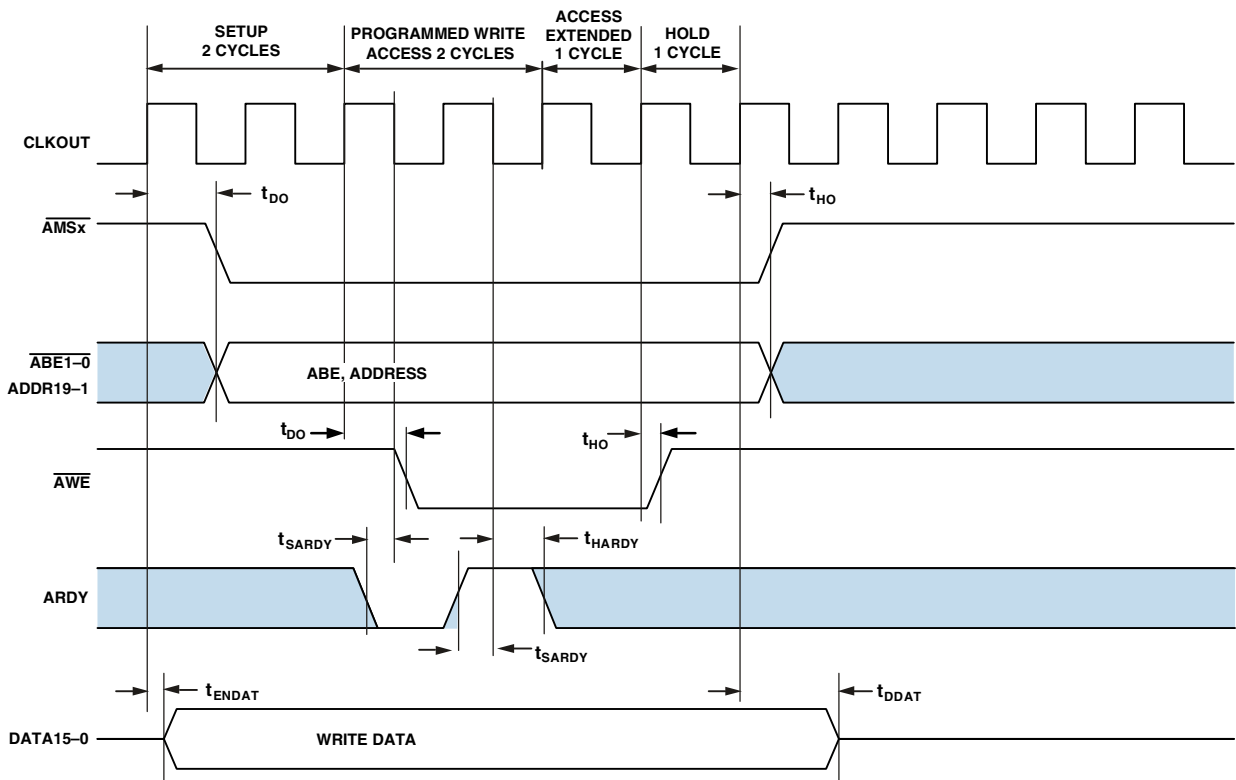 SETUP
2 CYCLES
PROGRAMMED WRITE
ACCESS 2 CYCLES
ACCESS
EXTENDED
1 CYCLE
HOLD
1 CYCLE
CLKOUT
tDO
tHO
AMSx
ABE1–0
ADDR19–1
ABE, ADDRESS
tDO
tHO
AWE
tSARDY
tHARDY
ARDY
tSARDY
tENDAT
tDDAT
DATA15–0
WRITE DATA